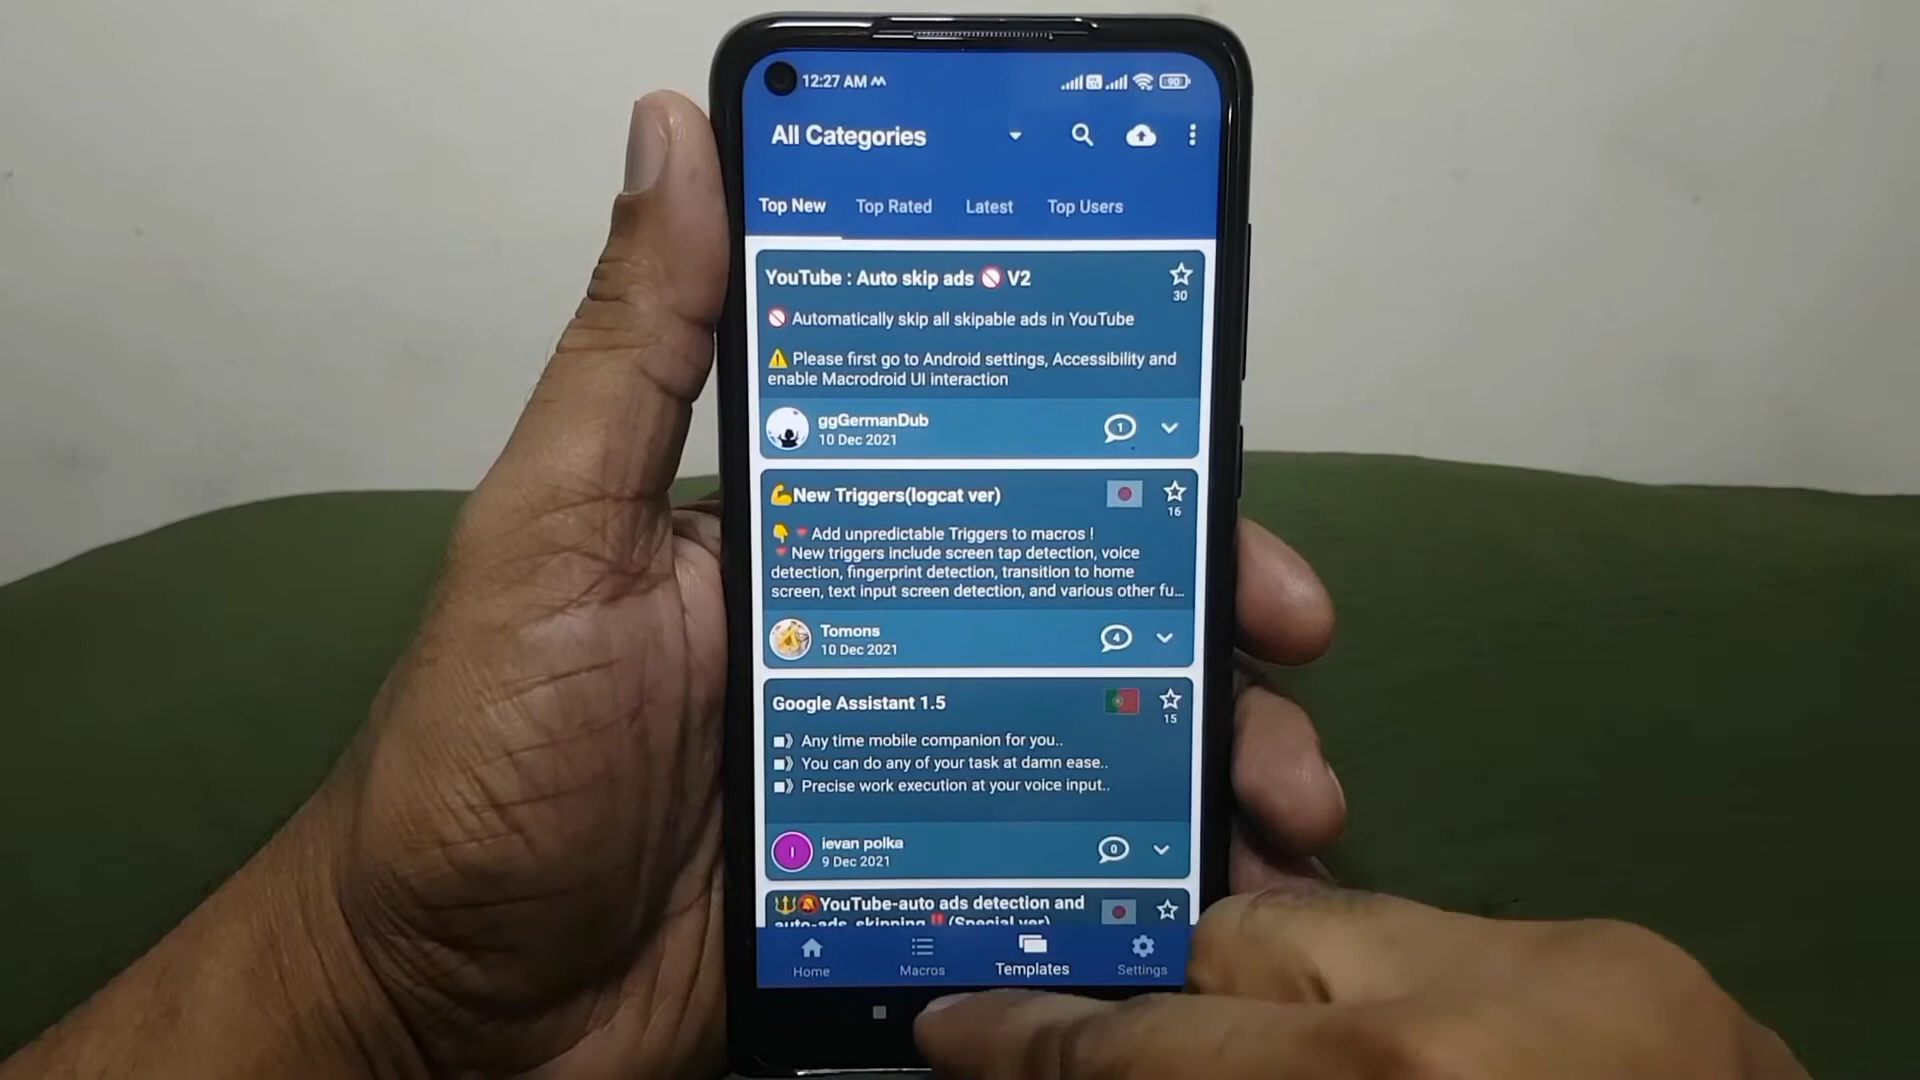 12:27 AM
90
All Categories
Top New Top Rated Latest Top Users
YouTube : Auto skip ads 🚫 V2
30
🚫 Automatically skip all skipable ads in YouTube
⚠️ Please first go to Android settings, Accessibility and
enable Macrodroid UI interaction
ggGermanDub
10 Dec 2021
1
💪New Triggers(logcat ver)
16
👇🔻Add unpredictable Triggers to macros !
🔻New triggers include screen tap detection, voice
detection, fingerprint detection, transition to home
screen, text input screen detection, and various other fu...
Tomons
10 Dec 2021
4
Google Assistant 1.5
15
Any time mobile companion for you..
You can do any of your task at damn ease..
Precise work execution at your voice input..
I
ievan polka
9 Dec 2021
0
🔱🔕YouTube-auto ads detection and
auto-ads skipping‼️(Special ver)
Home Macros Templates Settings